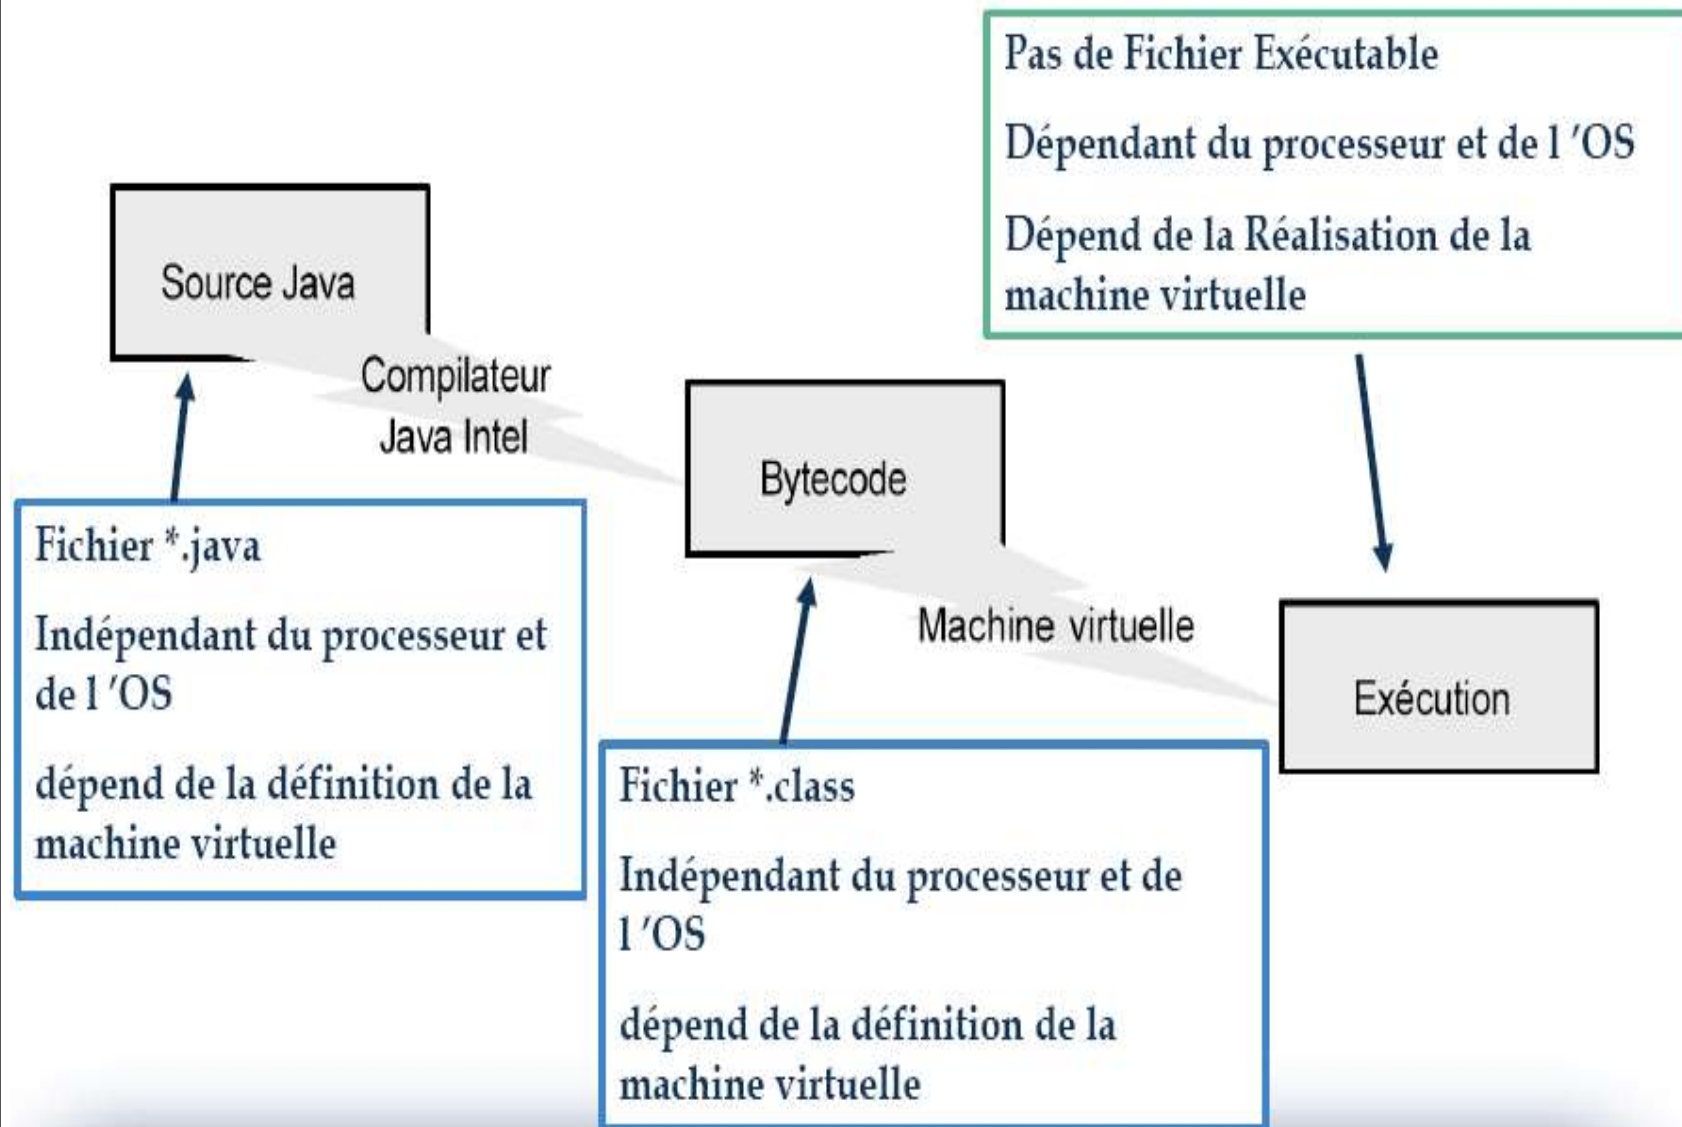 Pas de Fichier Exécutable
Dépendant du processeur et de l ’OS
Dépend de la Réalisation de la
machine virtuelle
Source Java
Compilateur
Java Intel
Bytecode
Machine virtuelle
Exécution
Fichier *.java
Indépendant du processeur et
de l ’OS
dépend de la définition de la
machine virtuelle
Fichier *.class
Indépendant du processeur et de
l ’OS
dépend de la définition de la
machine virtuelle